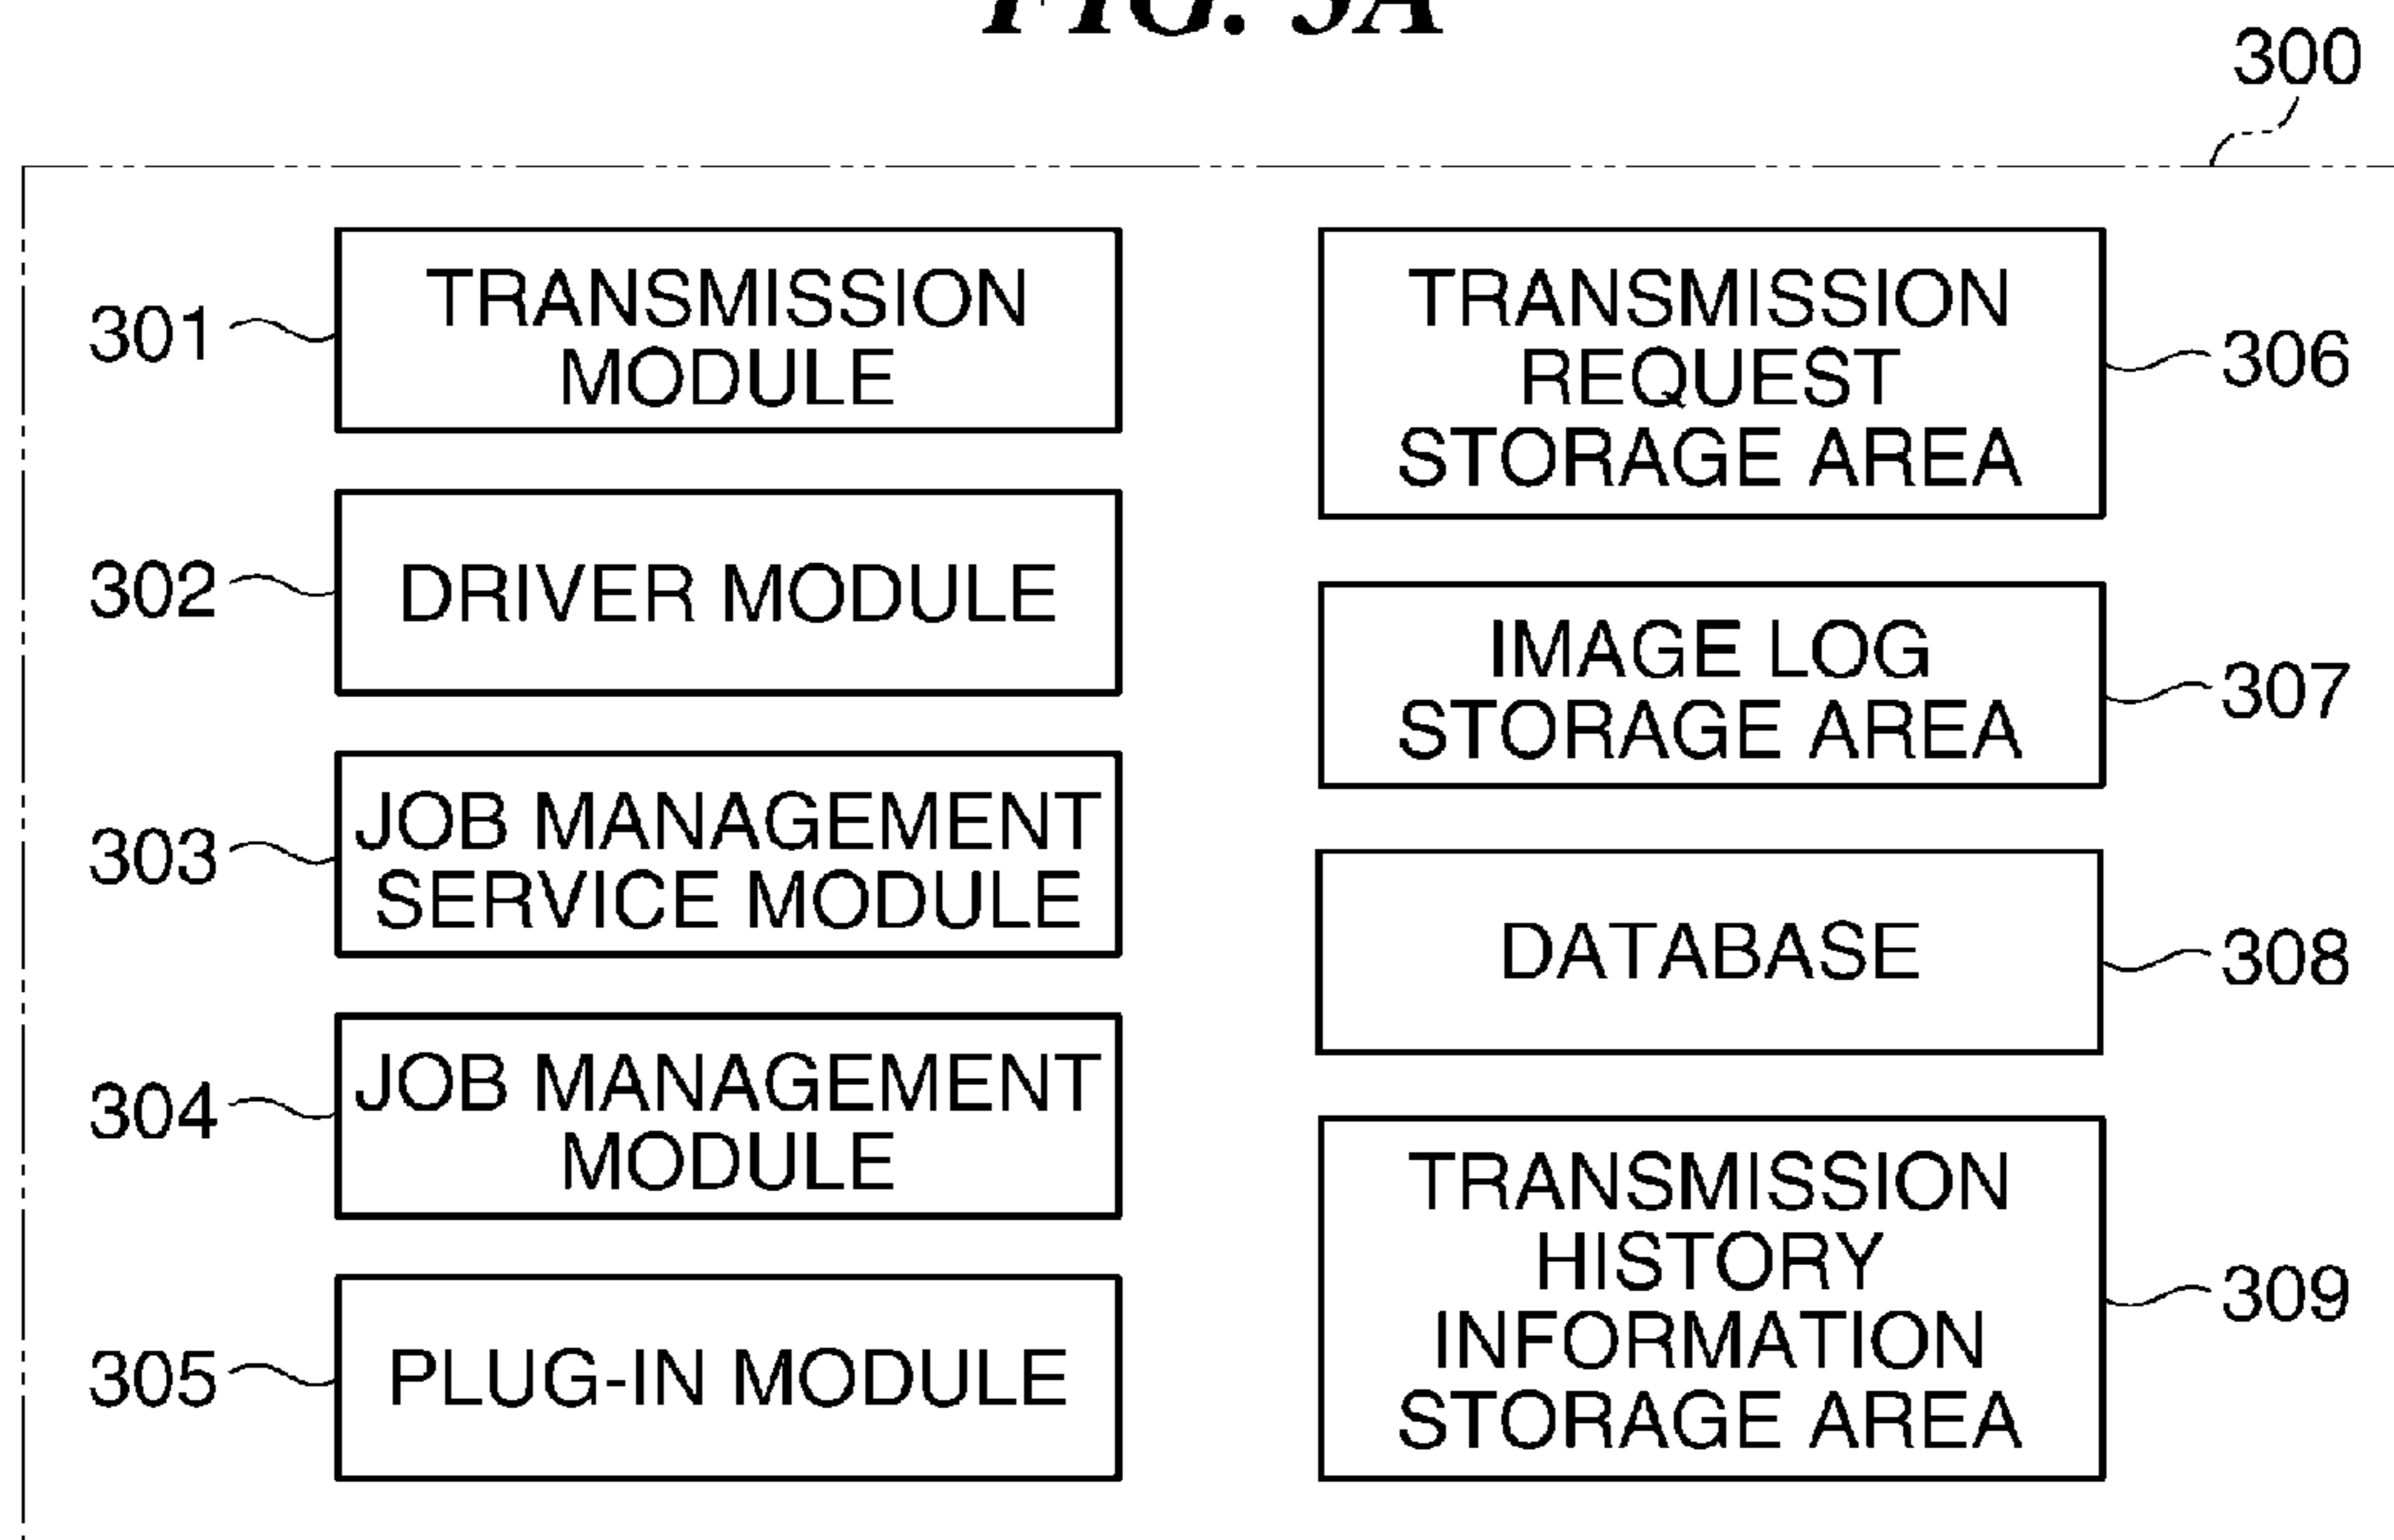 FIG. 3A
300
301
TRANSMISSION
MODULE
302
DRIVER MODULE
303
JOB MANAGEMENT
SERVICE MODULE
304
JOB MANAGEMENT
MODULE
305
PLUG-IN MODULE
TRANSMISSION
REQUEST
STORAGE AREA
306
IMAGE LOG
STORAGE AREA
307
DATABASE
308
TRANSMISSION
HISTORY
INFORMATION
STORAGE AREA
309